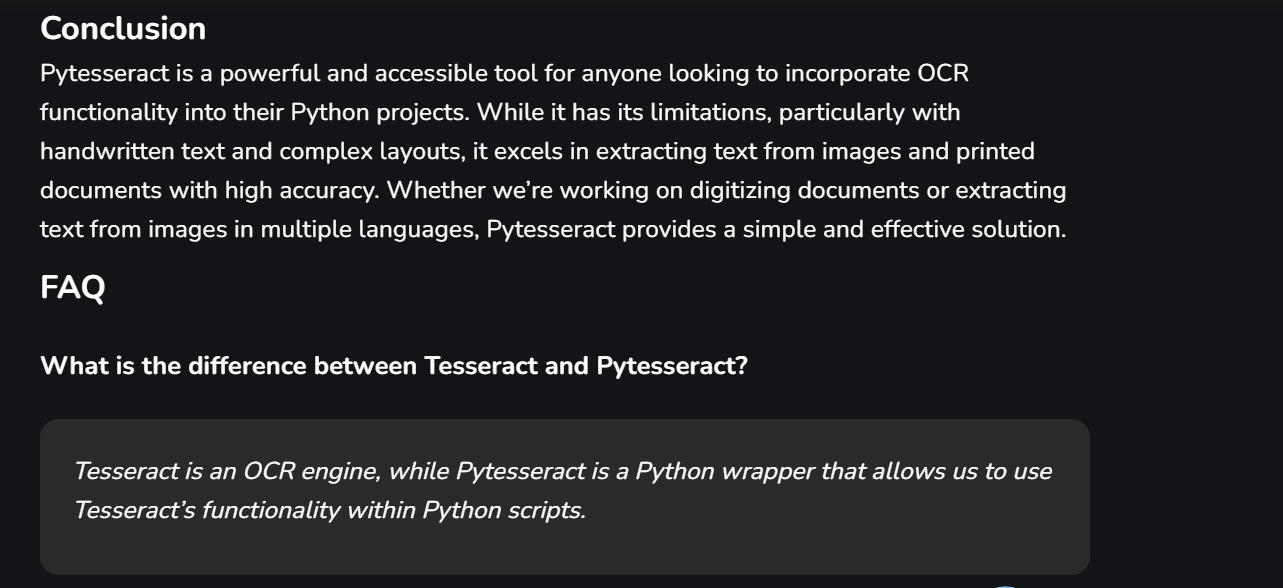 Conclusion
Pytesseract is a powerful and accessible tool for anyone looking to incorporate OCR
functionality into their Python projects. While it has its limitations, particularly with
handwritten text and complex layouts, it excels in extracting text from images and printed
documents with high accuracy. Whether we’re working on digitizing documents or extracting
text from images in multiple languages, Pytesseract provides a simple and effective solution.
FAQ
What is the difference between Tesseract and Pytesseract?
Tesseract is an OCR engine, while Pytesseract is a Python wrapper that allows us to use
Tesseract’s functionality within Python scripts.